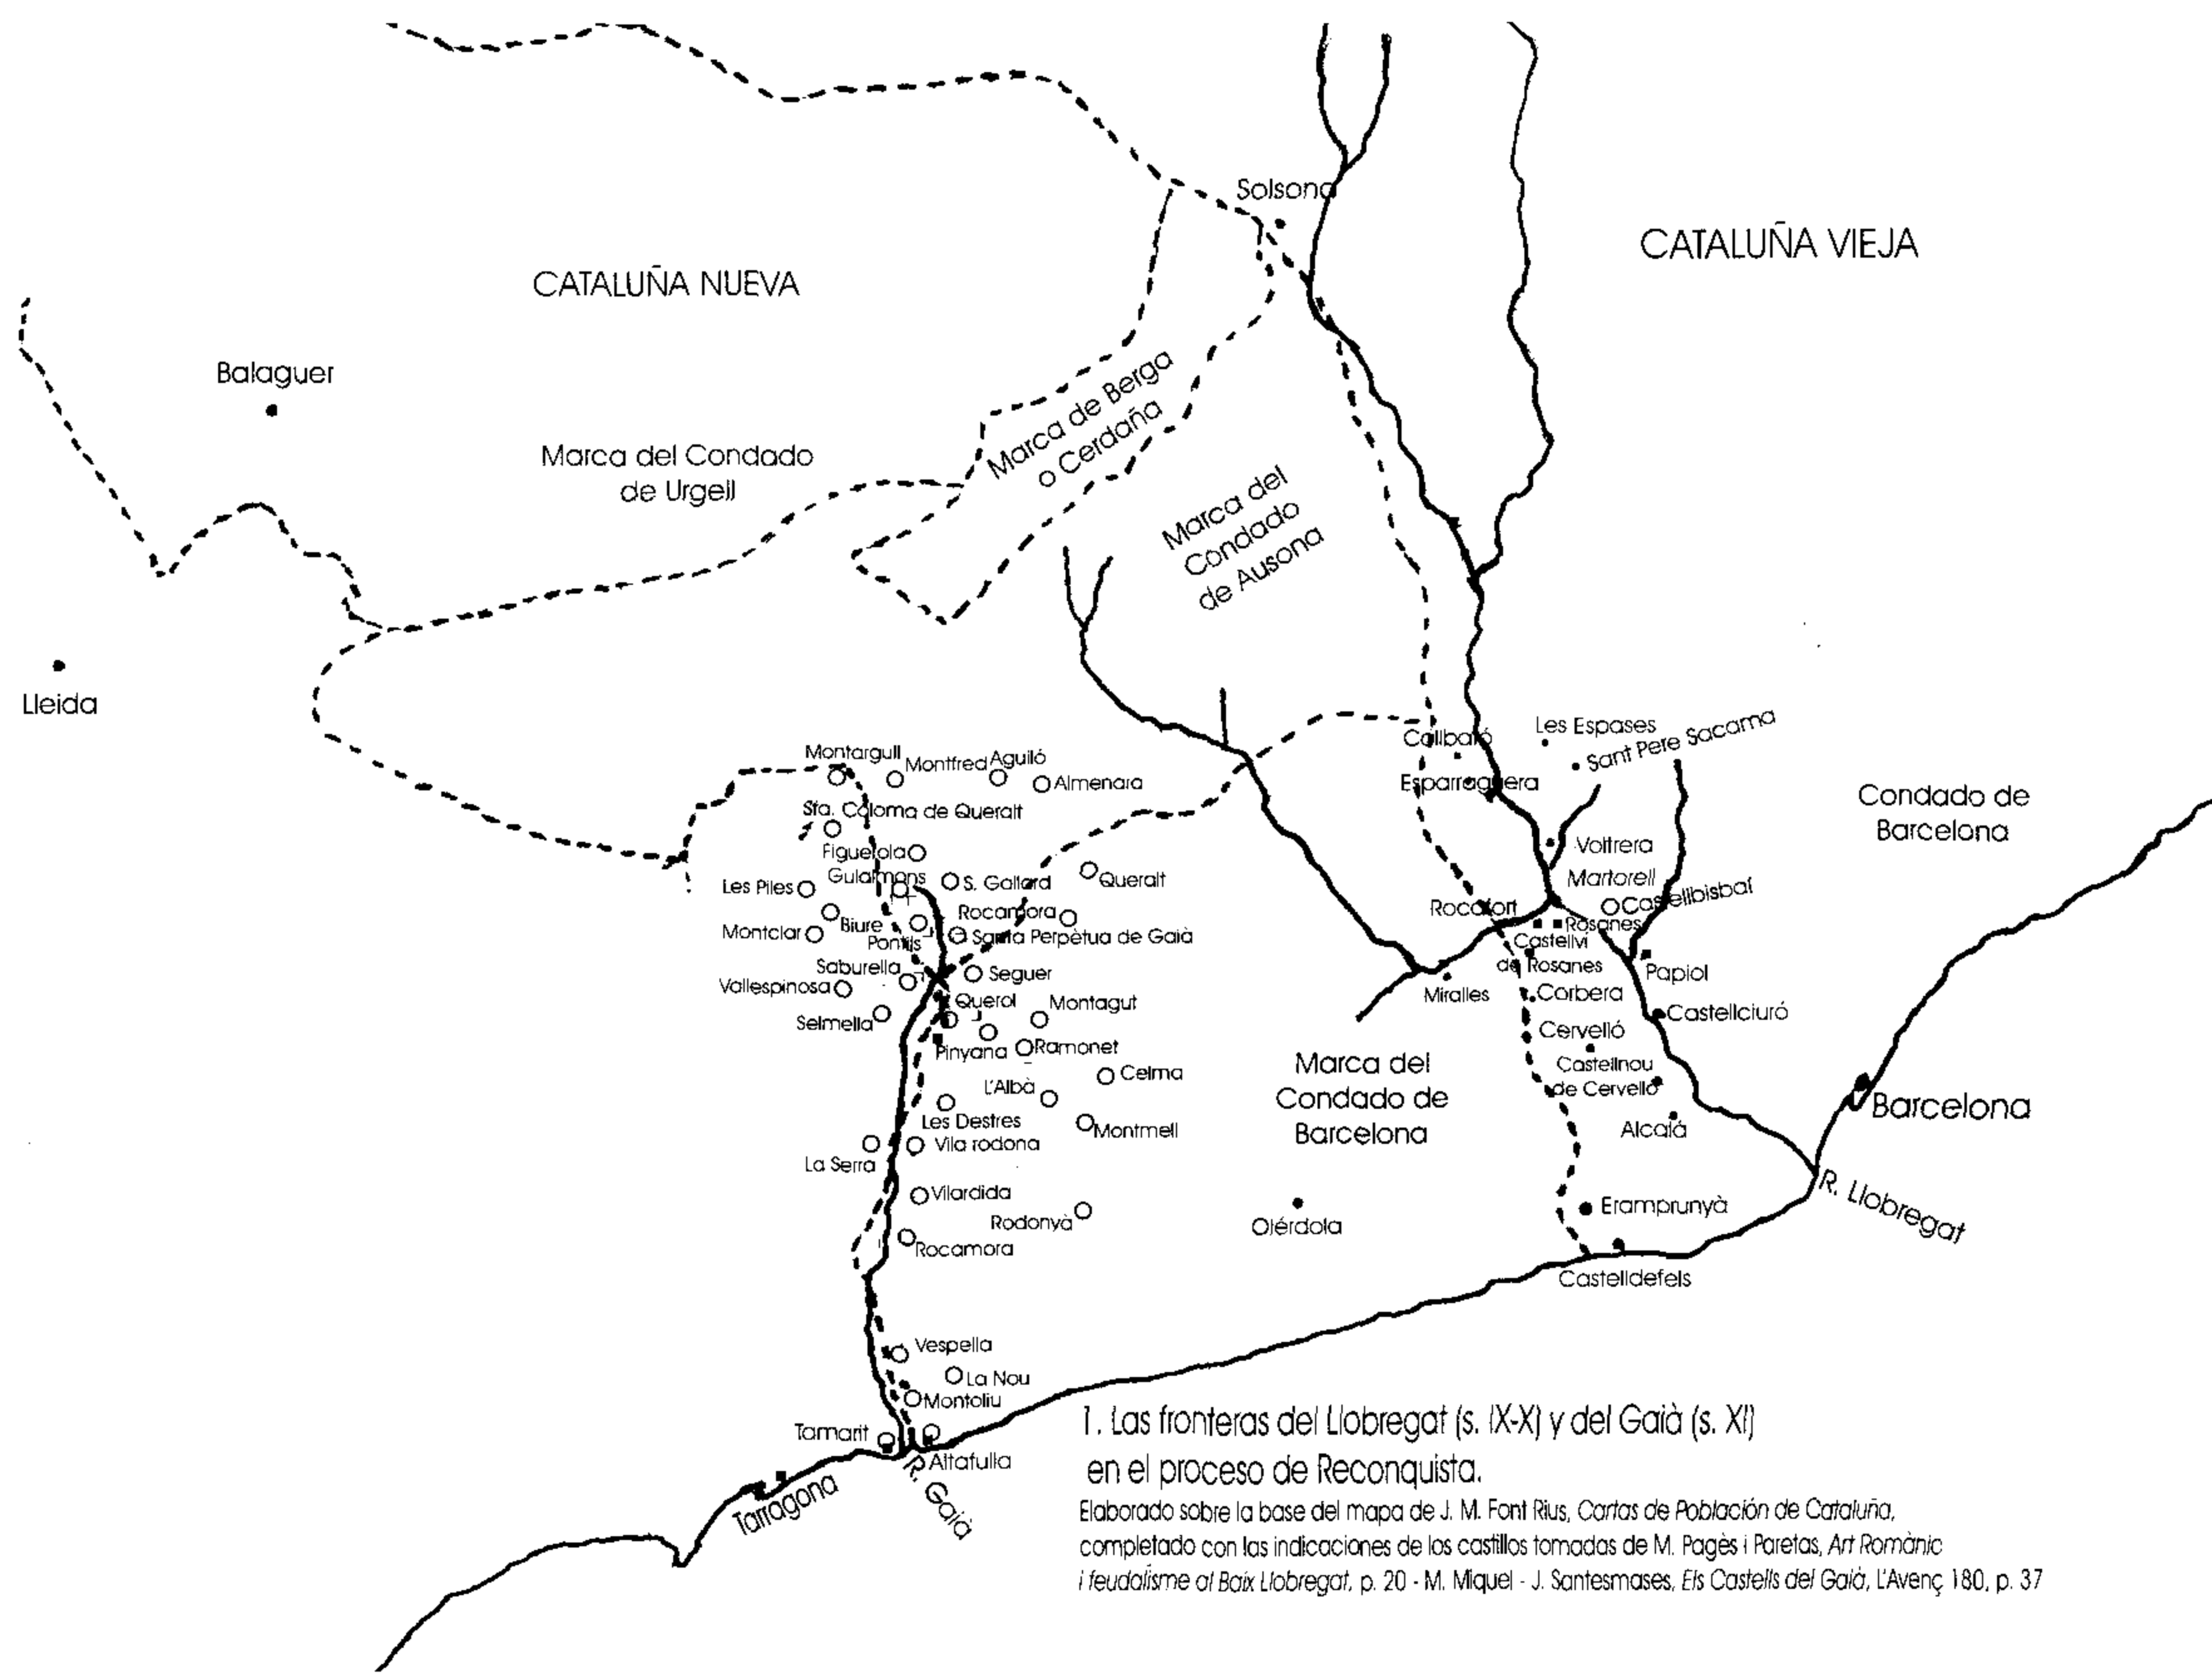 Solsona
CATALUÑA VIEJA
CATALUÑA NUEVA
Balaguer
Marca de Berga
o Cerdaña
Marca del Condado
de Urgell
Marca del
Condado
de Ausona
Lleida
Collbató
Les Espases
Sant Pere Sacama
Esparraguera
Condado de
Barcelona
Montargull
Montfred
Aguiló
Almenara
Sta. Coloma de Queralt
Figuerola
Gulalmons
Les Piles
S. Gallard
Queralt
Biure
Rocamora
Montclar
Pontils
Santa Perpètua de Gaià
Saburella
Seguer
Vallespinosa
Querol
Montagut
Selmella
Pinyana
Ramonet
Celma
L'Albà
Les Destres
Montmell
Vila rodona
La Serra
Vilardida
Rodonyà
Rocamora
Voltrera
Martorell
Castellbisbal
Rocafort
Rosanes
Castellvi
de Rosanes
Papiol
Miralles
Corbera
Castellciuró
Cervelló
Castellnou
de Cervelló
Marca del
Condado de
Barcelona
Alcalá
Barcelona
Olérdola
Eramprunyà
R. Llobregat
Castelldefels
Vespella
La Nou
Montoliu
Tamarit
Altafulla
R. Gaià
Tarragona
1. Las fronteras del Llobregat (s. IX-X) y del Gaià (s. XI)
en el proceso de Reconquista.
Elaborado sobre la base del mapa de J. M. Font Rius, Cartas de Población de Cataluña,
completado con las indicaciones de los castillos tomadas de M. Pagès i Paretas, Art Romànic
i feudalisme al Baix Llobregat, p. 20 - M. Miquel - J. Santesmases, Els Castells del Gaià, L'Avenç 180, p. 37